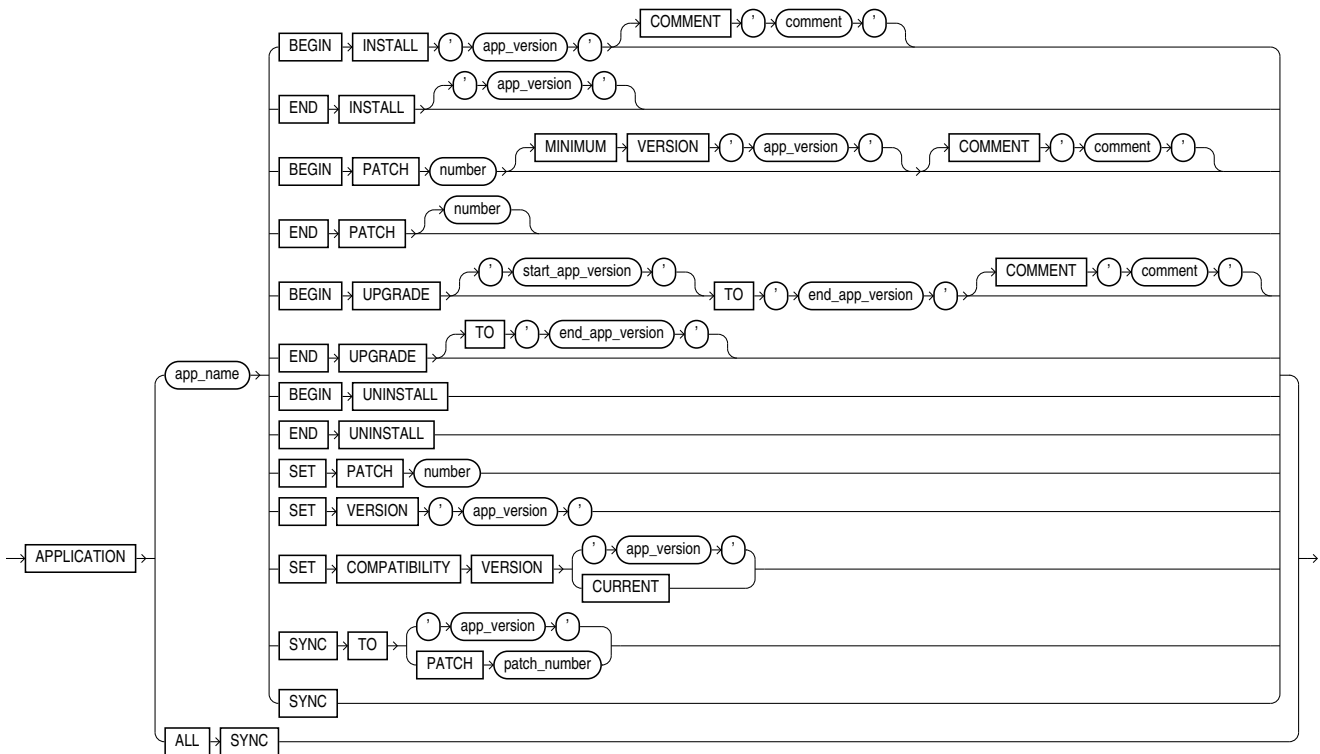 BEGIN INSTALL ' app_version ' COMMENT ' comment '
END INSTALL ' app_version '
BEGIN PATCH number MINIMUM VERSION ' app_version ' COMMENT ' comment '
END PATCH number
BEGIN UPGRADE ' start_app_version ' TO ' end_app_version ' COMMENT ' comment '
END UPGRADE TO ' end_app_version '
app_name
BEGIN UNINSTALL
END UNINSTALL
SET PATCH number
SET VERSION ' app_version '
APPLICATION
SET COMPATIBILITY VERSION ' app_version '
CURRENT
SYNC TO ' app_version '
PATCH patch_number
SYNC
ALL SYNC